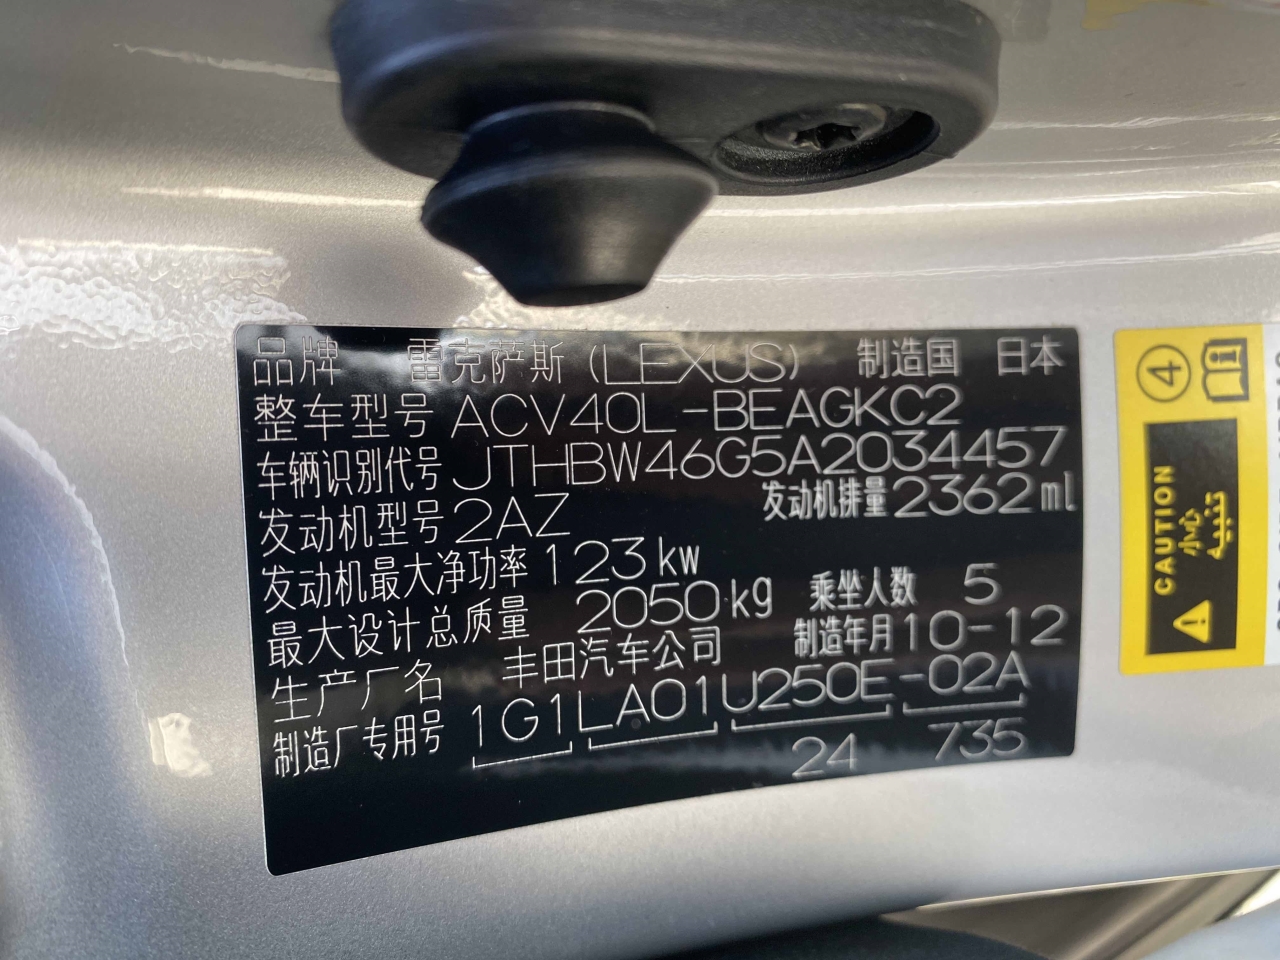 品牌 雷克萨斯 (LEXUS) 制造国 日本
整车型号 ACV40L-BEAGKC2
车辆识别代号 JTHBW46G5A2034457
发动机型号 2AZ 发动机排量 2362ml
发动机最大净功率 123kw
最大设计总质量 2050kg 乘坐人数 5
生产厂名 丰田汽车公司 制造年月 10-12
制造厂专用号 1G1LA01U250E-02A
24 735
4
CAUTION
小心
تنبيه